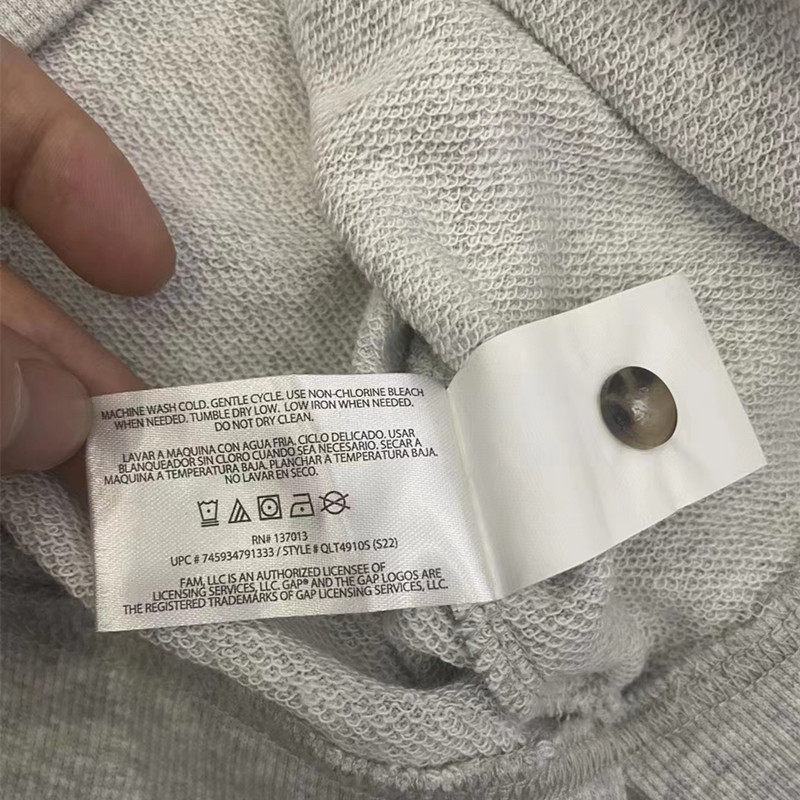 MACHINE WASH COLD. GENTLE CYCLE. USE NON-CHLORINE BLEACH
WHEN NEEDED. TUMBLE DRY LOW. LOW IRON WHEN NEEDED.
DO NOT DRY CLEAN.
LAVAR A MAQUINA CON AGUA FRIA. CICLO DELICADO. USAR
BLANQUEADOR SIN CLORO CUANDO SEA NECESARIO. SECAR A
MAQUINA A TEMPERATURA BAJA. PLANCHAR A TEMPERATURA BAJA.
NO LAVAR EN SECO.
RN# 137013
UPC # 745934791333 / STYLE # QLT49105 (S22)
FAM, LLC IS AN AUTHORIZED LICENSEE OF
LICENSING SERVICES, LLC. GAP® AND THE GAP LOGOS ARE
THE REGISTERED TRADEMARKS OF GAP LICENSING SERVICES, LLC.